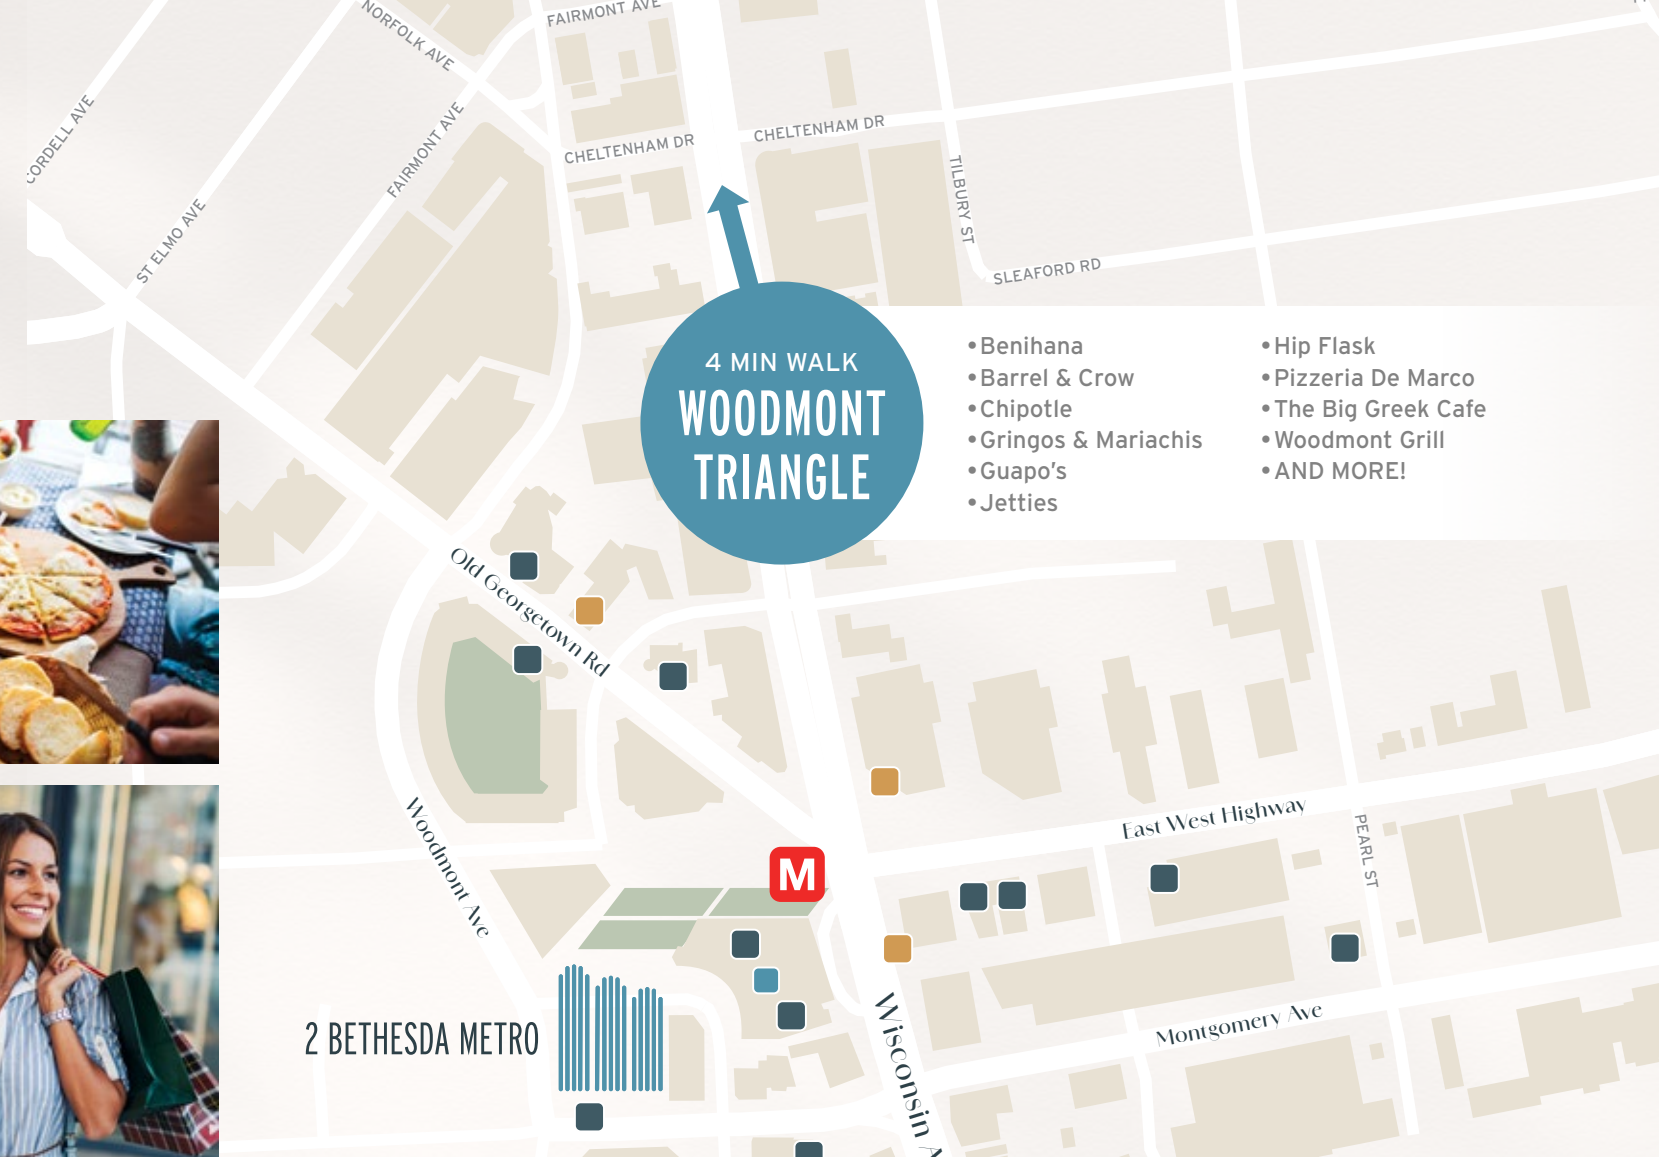 FAIRMONT AVE
NORFOLK AVE
CORDELL AVE
FAIRMONT AVE
CHELTENHAM DR
CHELTENHAM DR
TILBURY ST
ST ELMO AVE
SLEAFORD RD
4 MIN WALK
WOODMONT
TRIANGLE
•Benihana
•Barrel & Crow
•Chipotle
•Gringos & Mariachis
•Guapo's
•Jetties
•Hip Flask
•Pizzeria De Marco
•The Big Greek Cafe
•Woodmont Grill
•AND MORE!
Old Georgetown Rd
Woodmont Ave
East West Highway
PEARL ST
M
2 BETHESDA METRO
Wisconsin A
Montgomery Ave